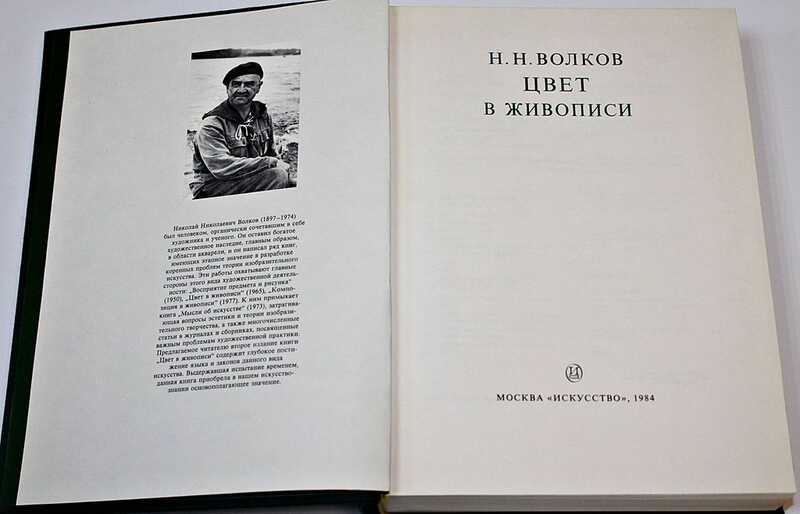 Николай Николаевич Волков (1897–1974)
был человеком, органически сочетавшим в себе
художника и ученого. Он оставил богатое
художественное наследие, главным образом,
в области акварели, и он написал ряд книг,
имеющих этапное значение в разработке
коренных проблем теории изобразительного
искусства. Эти работы охватывают главные
стороны этого вида художественной деятель-
ности: „Восприятие предмета и рисунка"
(1950), „Цвет в живописи" (1965), „Компо-
зиция в живописи" (1977). К ним примыкает
книга „Мысли об искусстве" (1973), затрагива-
ющая вопросы эстетики и теории изобрази-
тельного творчества, а также многочисленные
статьи в журналах и сборниках, посвященные
важным проблемам художественной практики.
Предлагаемое читателю второе издание книги
„Цвет в живописи" содержит глубокое пости-
жение языка и законов данного вида
искусства. Выдержавшая испытание временем,
данная книга приобрела в нашем искусство-
знании основополагающее значение.
Н. Н. ВОЛКОВ
ЦВЕТ
В ЖИВОПИСИ
И
МОСКВА «ИСКУССТВО», 1984